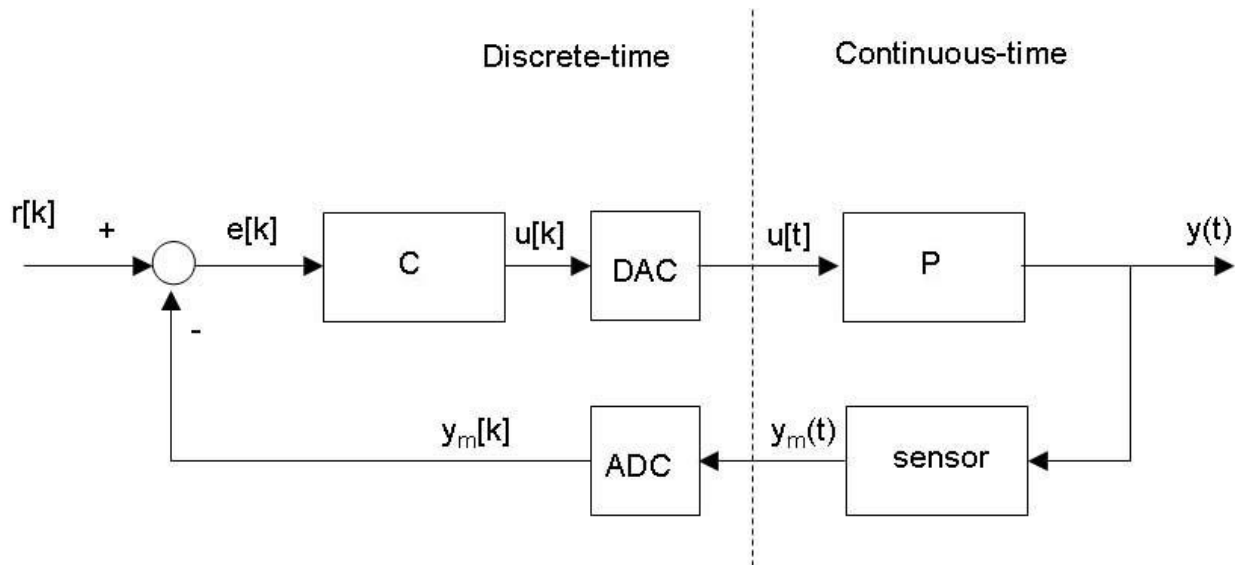 Discrete-time
Continuous-time
r[k]
+
e[k]
C
u[k]
DAC
u[t]
P
y(t)
-
yₘ[k]
ADC
yₘ(t)
sensor